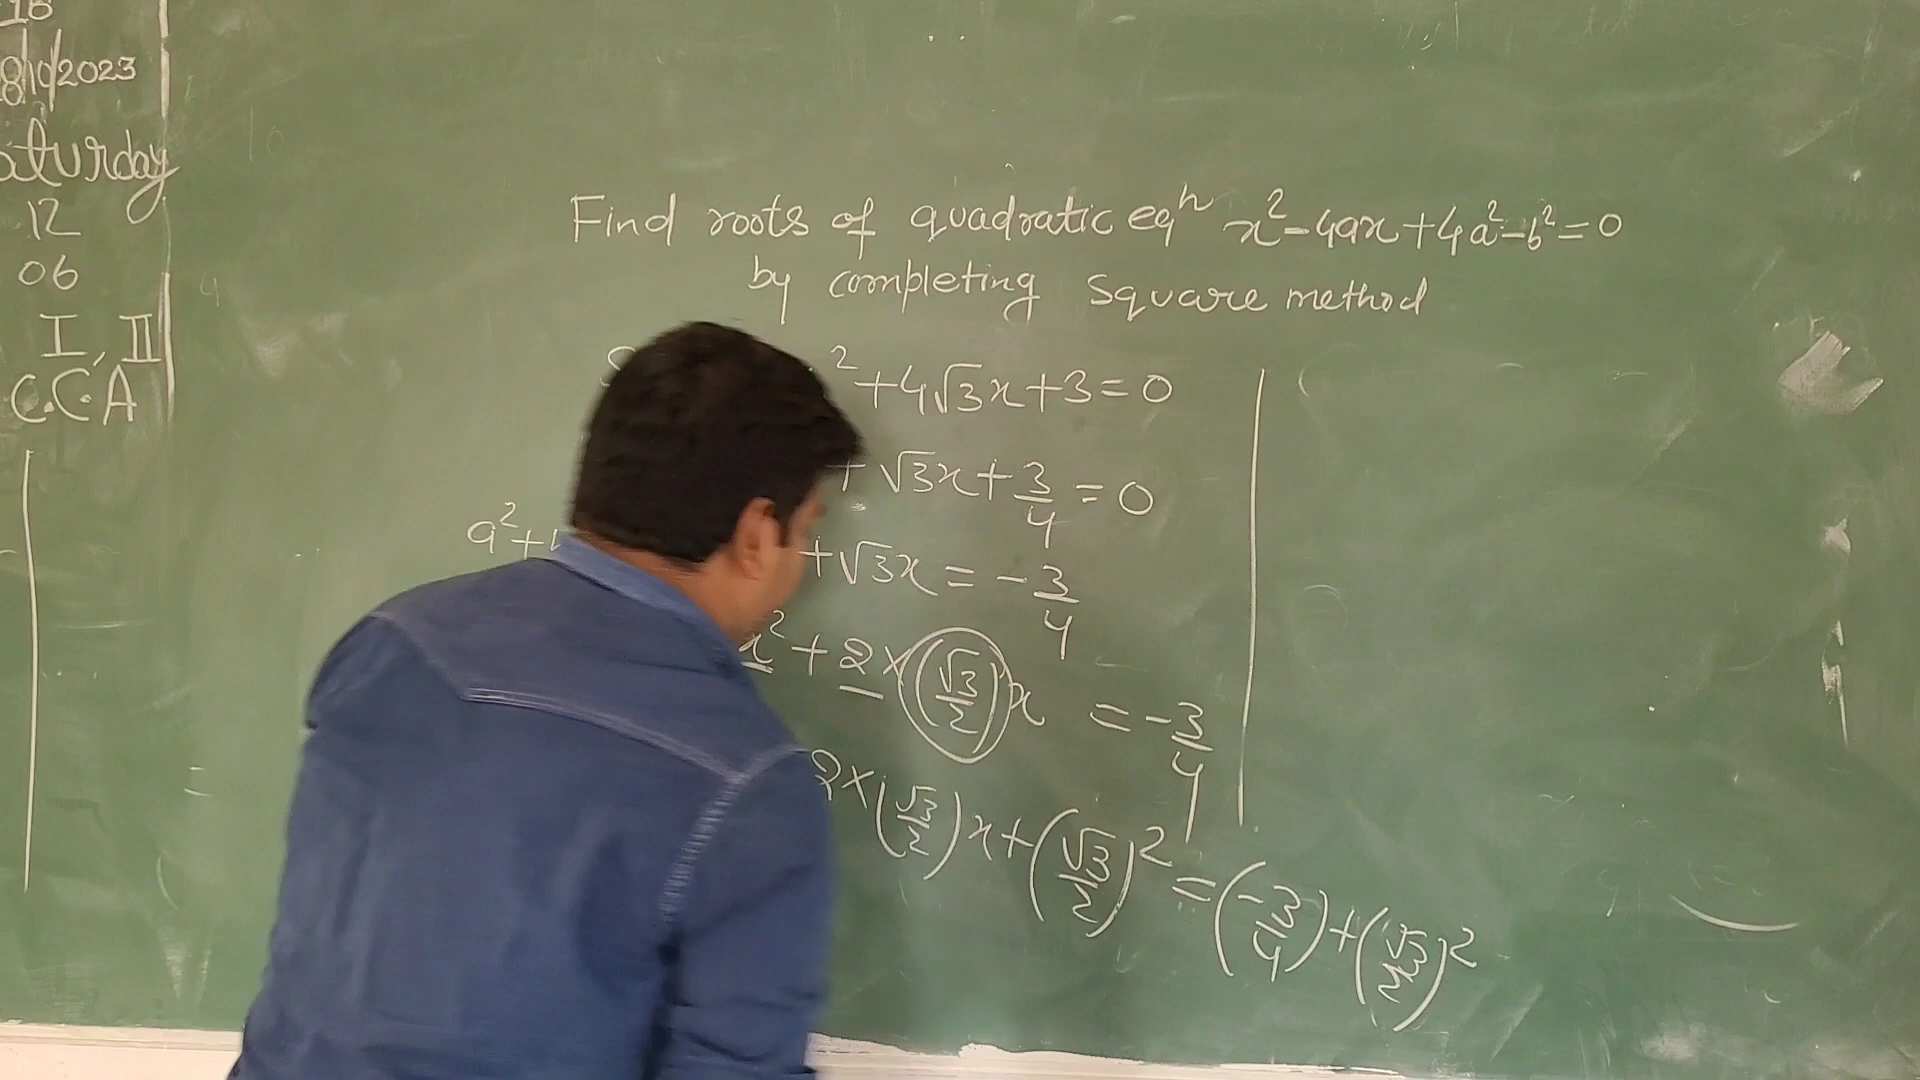 18
8/10/2023
aturday
12
06
I, II
C.C.A
Find roots of quadratic eqⁿ x²-4ax+4a²-b²=0
by completing Square method
²+4√3x+3=0
+√3x+3/4=0
a²+
+√3x=-3/4
x²+2×(√3/2)x =-3/4
2×(√3/2)x+(√3/2)²=(-3/4)+(√3/2)²
=